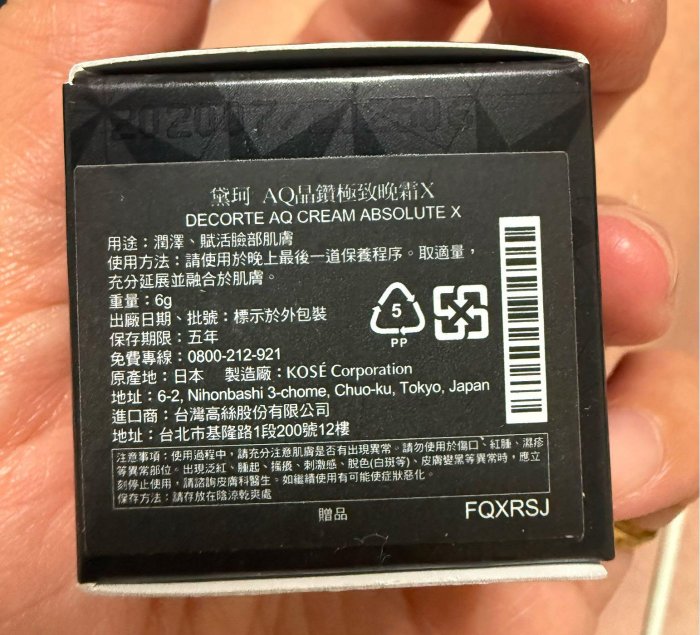 黛珂 AQ晶鑽極致晚霜X
DECORTE AQ CREAM ABSOLUTE X
用途：潤澤、賦活臉部肌膚
使用方法：請使用於晚上最後一道保養程序。取適量，
充分延展並融合於肌膚。
重量：6g
出廠日期、批號：標示於外包裝
保存期限：五年
免費專線：0800-212-921
原產地：日本 製造廠：KOSÉ Corporation
地址：6-2, Nihonbashi 3-chome, Chuo-ku, Tokyo, Japan
進口商：台灣高絲股份有限公司
地址：台北市基隆路1段200號12樓
5
PP
注意事項：使用過程中，請充分注意肌膚是否有出現異常。請勿使用於傷口、紅腫、濕疹
等異常部位。出現泛紅、腫起、搔癢、刺激感、脫色(白斑等)、皮膚變黑等異常時，應立
刻停止使用，請諮詢皮膚科醫生。如繼續使用有可能使症狀惡化。
保存方法：請存放在陰涼乾爽處
贈品
FQXRSJ